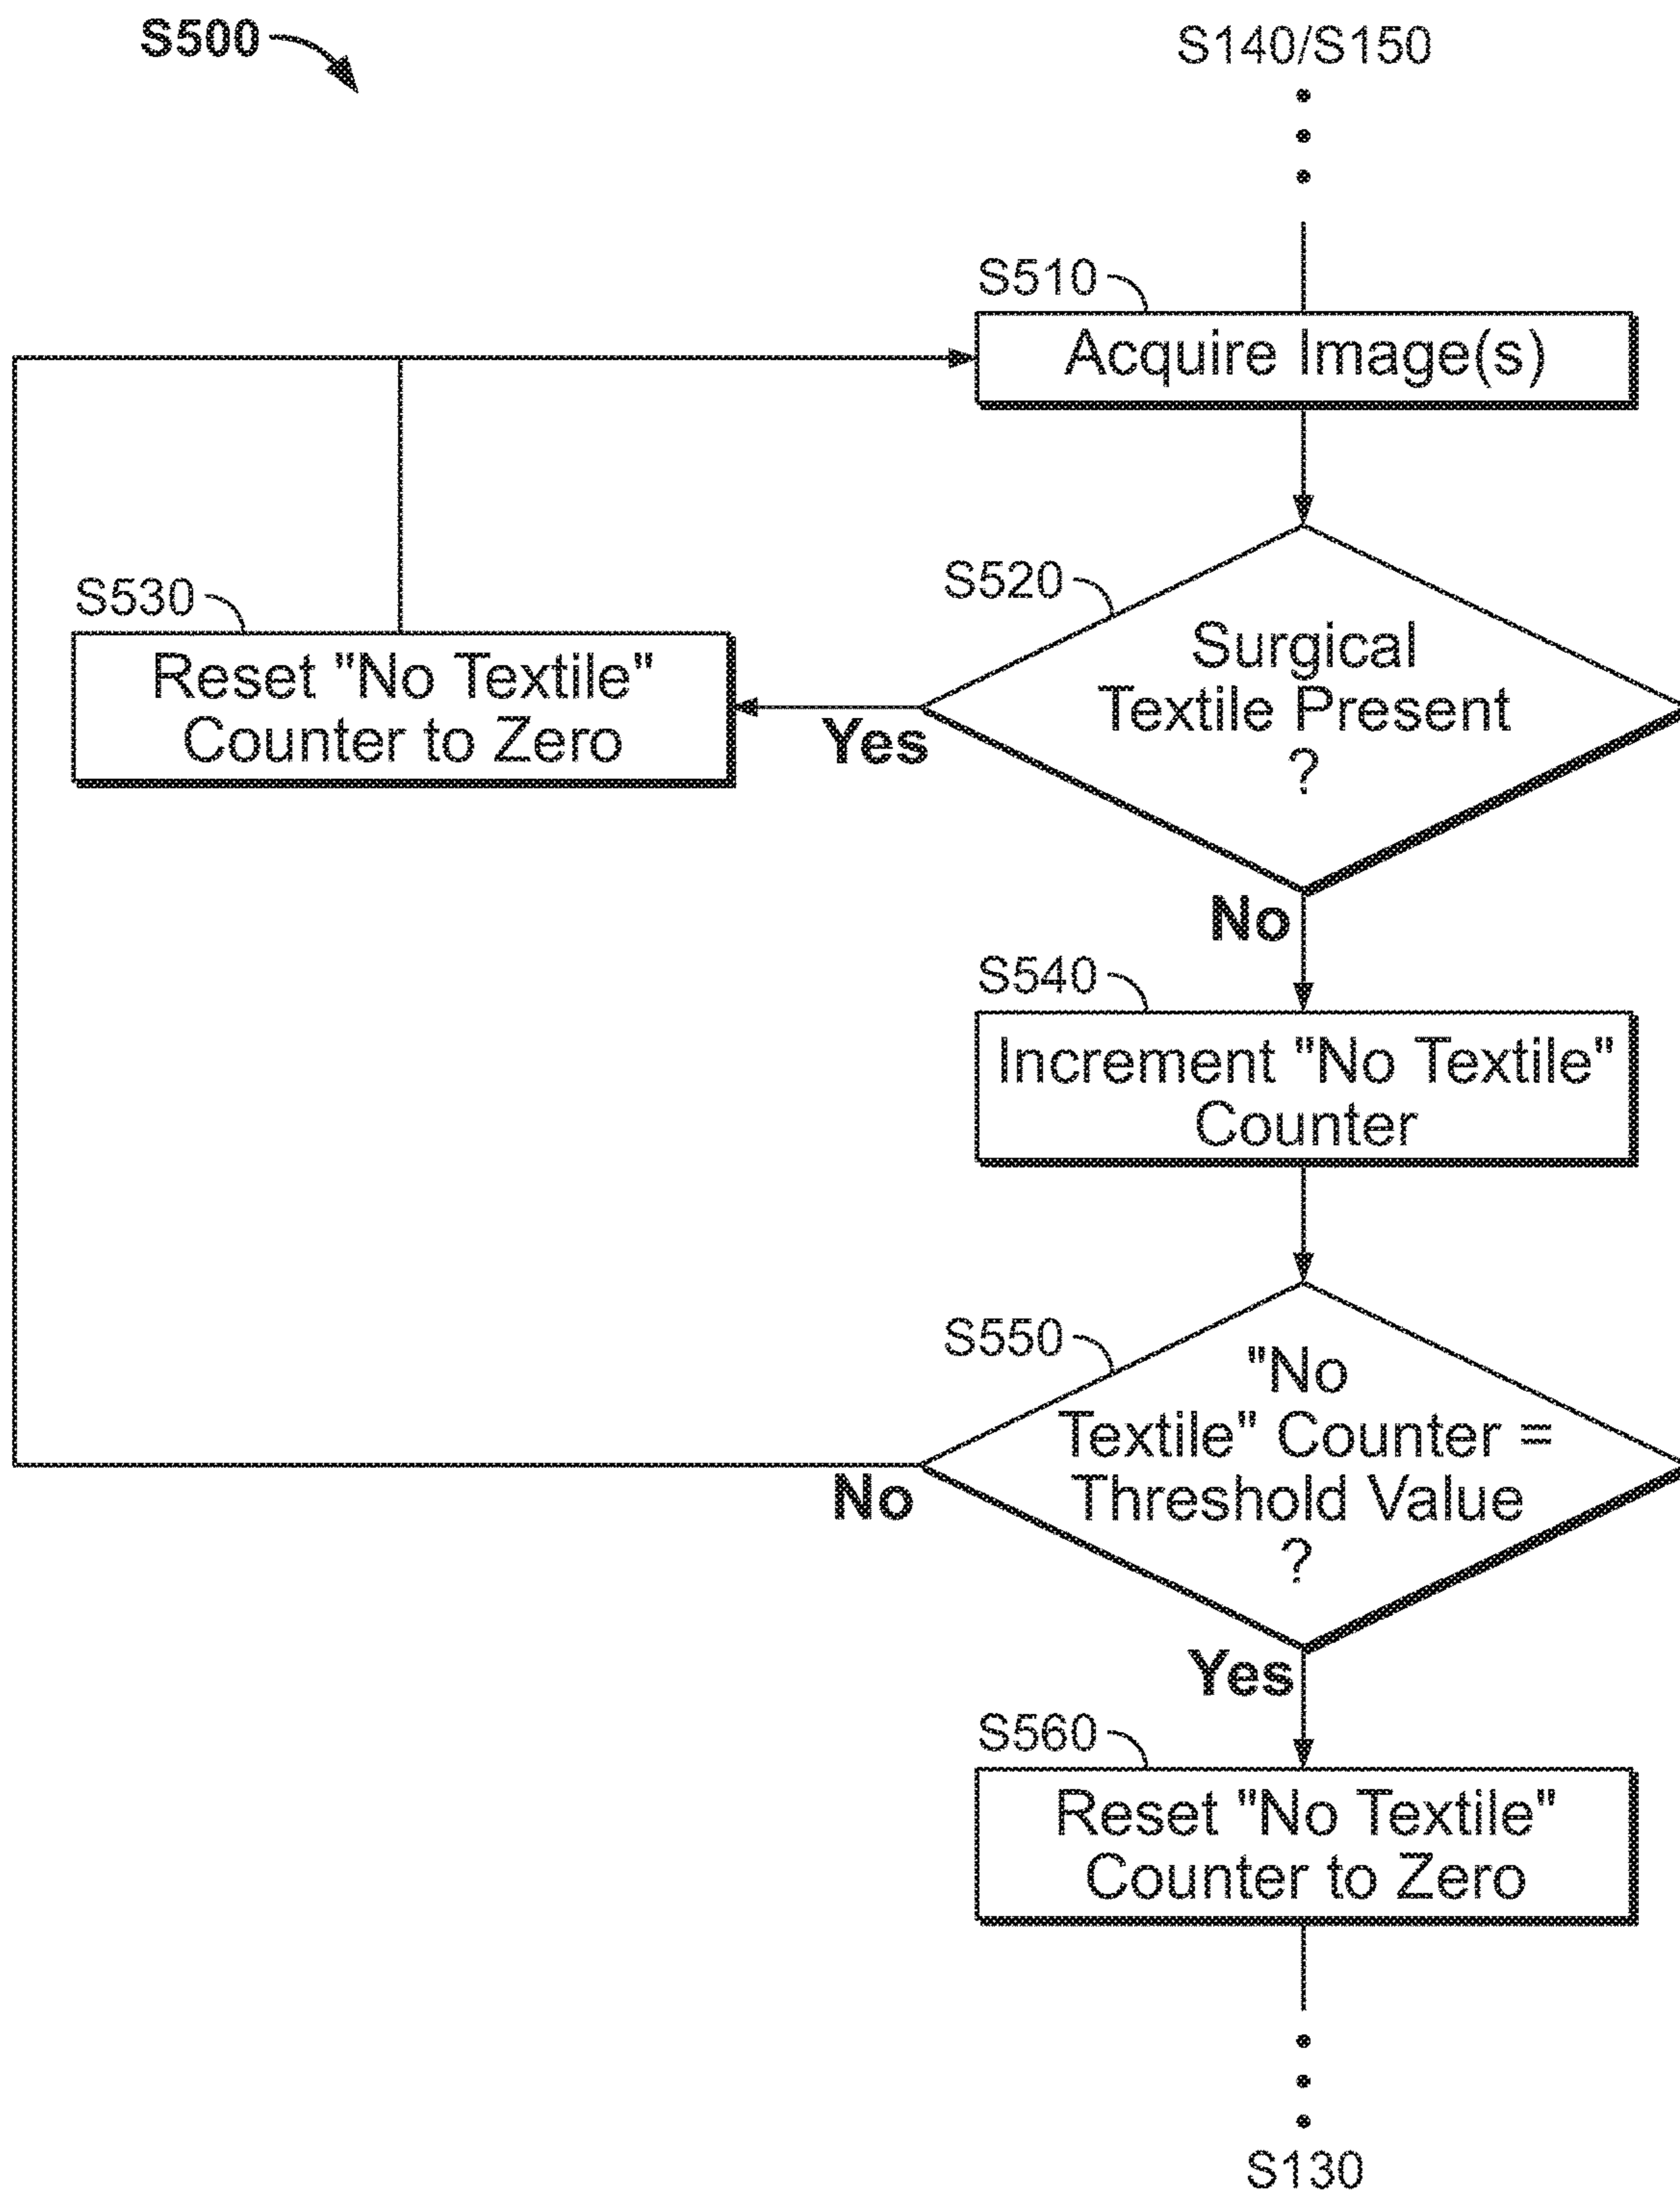 S500
S140/S150
S510
Acquire Image(s)
S520
Surgical
Textile Present
?
Yes
S530
Reset "No Textile"
Counter to Zero
No
S540
Increment "No Textile"
Counter
S550
"No
Textile" Counter =
Threshold Value
?
No
Yes
S560
Reset "No Textile"
Counter to Zero
S130